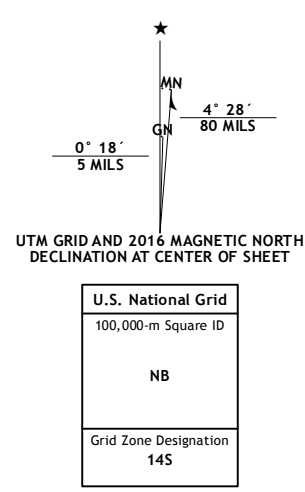 ★
MN
4° 28´
80 MILS
GN
0° 18´
5 MILS
UTM GRID AND 2016 MAGNETIC NORTH
DECLINATION AT CENTER OF SHEET
U.S. National Grid
100,000-m Square ID
NB
Grid Zone Designation
14S